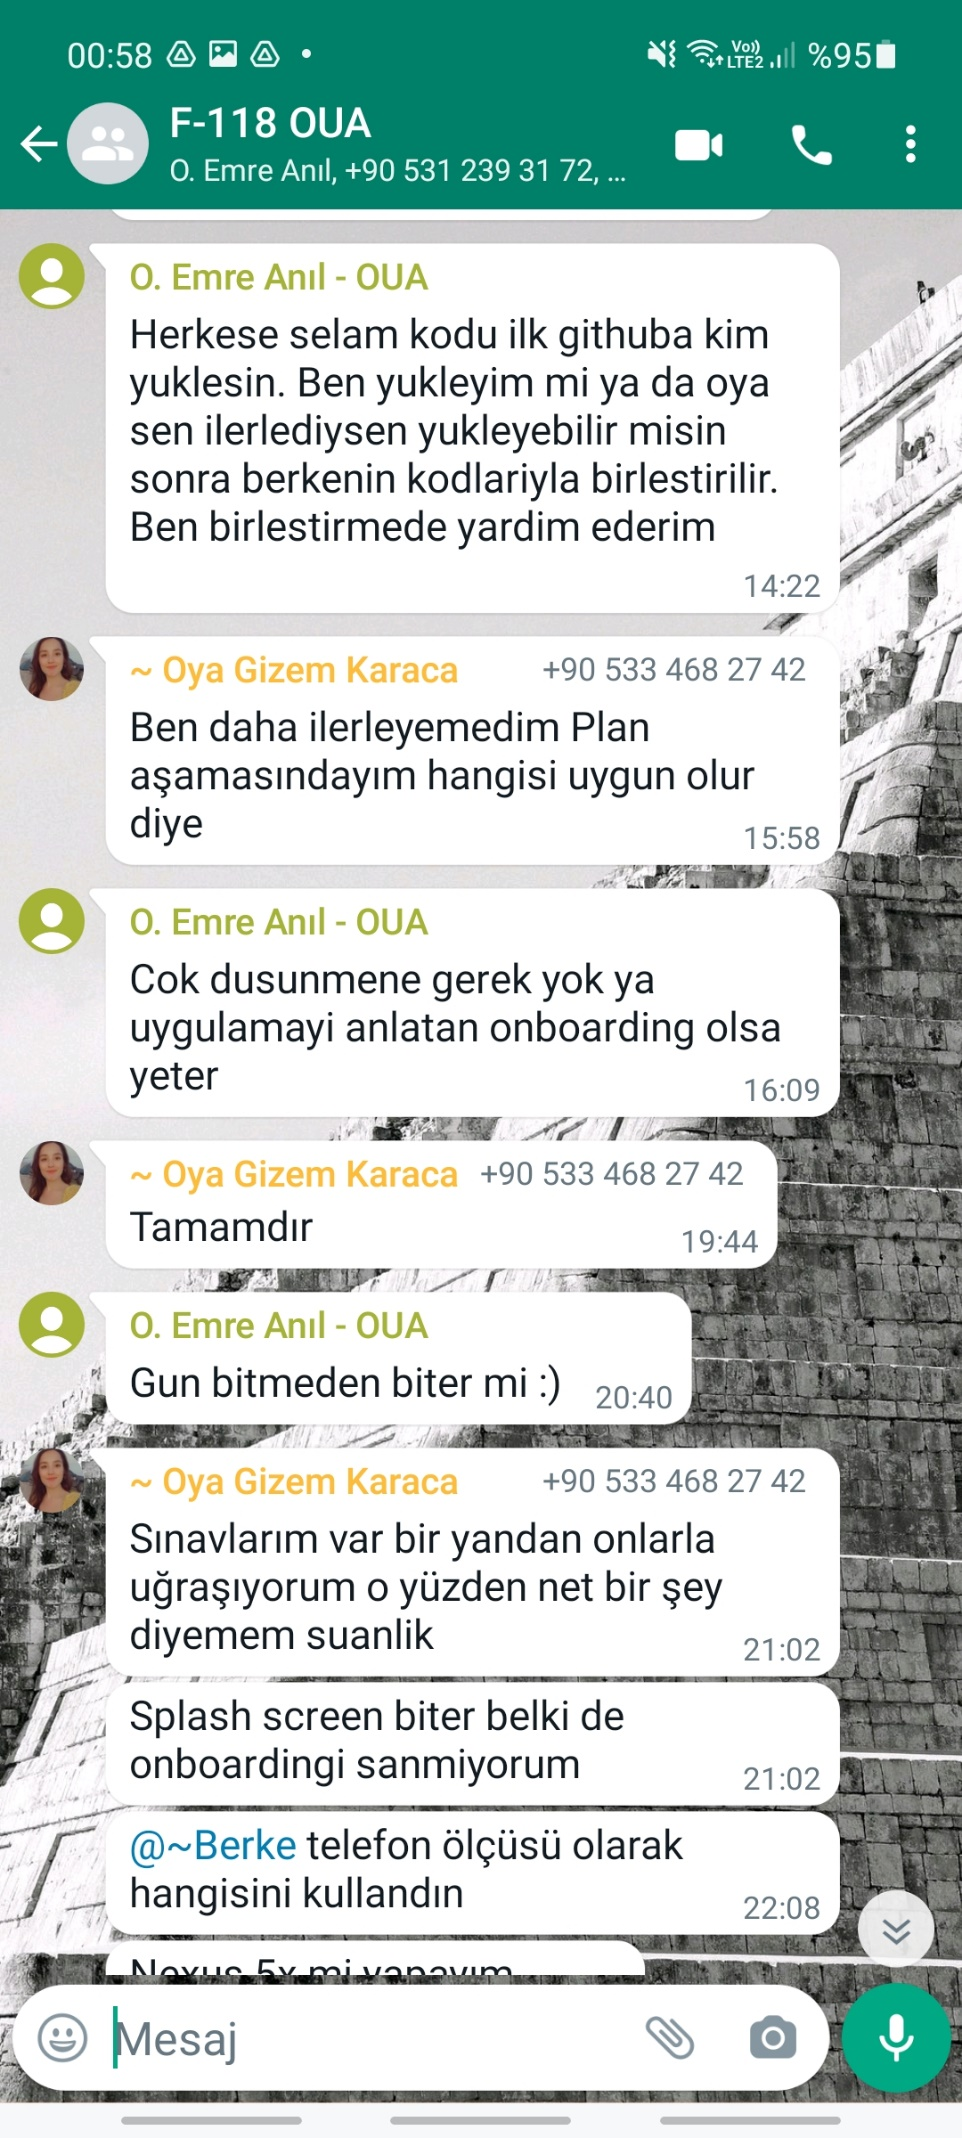 00:58
Vo)) LTE2 %95
F-118 OUA
O. Emre Anıl, +90 531 239 31 72, ...
O. Emre Anıl - OUA
Herkese selam kodu ilk githuba kim
yuklesin. Ben yukleyim mi ya da oya
sen ilerlediysen yukleyebilir misin
sonra berkenin kodlariyla birlestirilir.
Ben birlestirmede yardim ederim
14:22
~ Oya Gizem Karaca +90 533 468 27 42
Ben daha ilerleyemedim Plan
aşamasındayım hangisi uygun olur
diye
15:58
O. Emre Anıl - OUA
Cok dusunmene gerek yok ya
uygulamayi anlatan onboarding olsa
yeter
16:09
~ Oya Gizem Karaca +90 533 468 27 42
Tamamdır
19:44
O. Emre Anıl - OUA
Gun bitmeden biter mi :)
20:40
~ Oya Gizem Karaca +90 533 468 27 42
Sınavlarım var bir yandan onlarla
uğraşıyorum o yüzden net bir şey
diyemem suanlik
21:02
Splash screen biter belki de
onboardingi sanmiyorum
21:02
@~Berke telefon ölçüsü olarak
hangisini kullandın
22:08
Nexus 5x mi yapayım
Mesaj